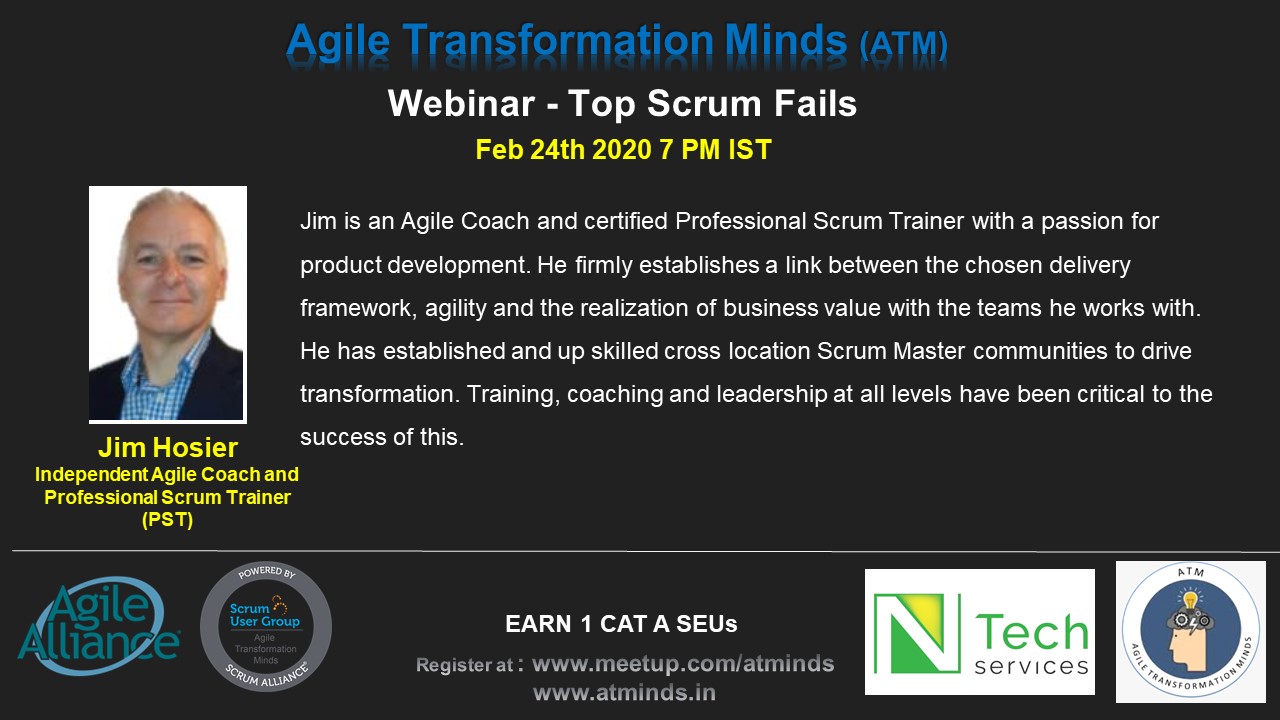 Agile Transformation Minds (ATM)
Webinar - Top Scrum Fails
Feb 24th 2020 7 PM IST
Jim is an Agile Coach and certified Professional Scrum Trainer with a passion for
product development. He firmly establishes a link between the chosen delivery
framework, agility and the realization of business value with the teams he works with.
He has established and up skilled cross location Scrum Master communities to drive
transformation. Training, coaching and leadership at all levels have been critical to the
success of this.
Jim Hosier
Independent Agile Coach and
Professional Scrum Trainer
(PST)
Agile
Alliance
POWERED BY
Scrum
User Group
Agile
Transformation
Minds
SCRUM ALLIANCE
EARN 1 CAT A SEUs
Register at : www.meetup.com/atminds
www.atminds.in
N Tech
services
ATM
AGILE TRANSFORMATION MINDS